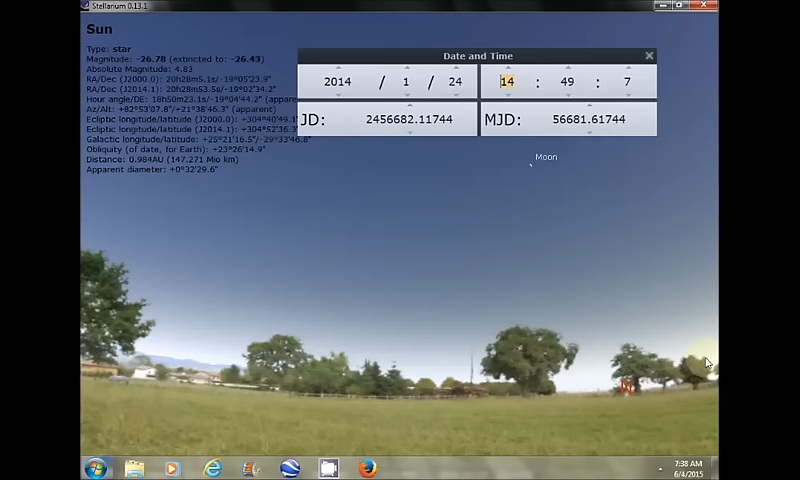 Stellarium 0.13.1
Sun
Type: star
Magnitude: -26.78 (extincted to: -26.43)
Absolute Magnitude: 4.83
RA/Dec (J2000.0): 20h28m5.1s/-19°05'23.9"
RA/Dec (J2014.1): 20h28m53.5s/-19°02'34.2"
Hour angle/DE: 18h50m23.1s/-19°04'44.2" (appare
Az/Alt: +82°53'07.8"/+21°38'46.3" (apparent)
Ecliptic longitude/latitude (J2000.0): +304°40'49.1
Ecliptic longitude/latitude (J2014.1): +304°52'36.3
Galactic longitude/latitude: +25°21'16.5"/-29°33'46.8"
Obliquity (of date, for Earth): +23°26'14.9"
Distance: 0.984AU (147.271 Mio km)
Apparent diameter: +0°32'29.6"
Date and Time
2014 / 1 / 24 14 : 49 : 7
JD: 2456682.11744 MJD: 56681.61744
Moon
7:38 AM
6/4/2015